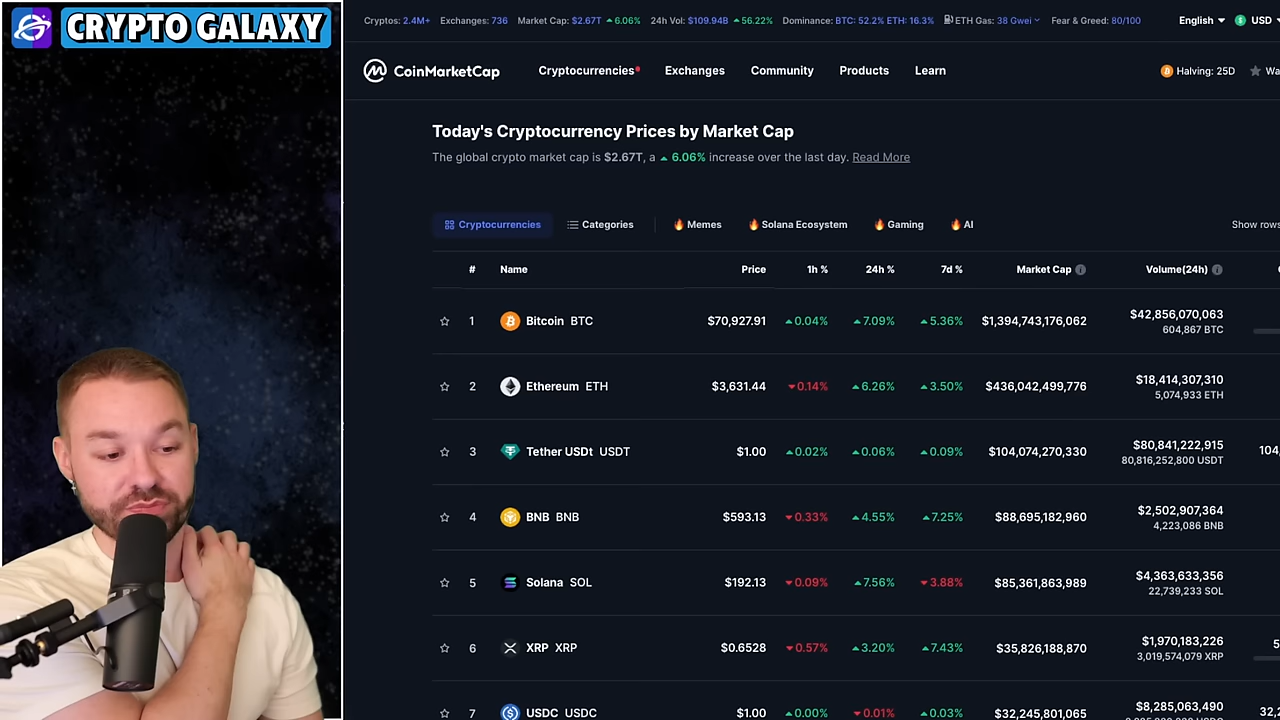 CRYPTO GALAXY
Cryptos: 2.4M+ Exchanges: 736 Market Cap: $2.67T 6.06% 24h Vol: $109.94B 56.22% Dominance: BTC: 52.2% ETH: 16.3% ETH Gas: 38 Gwei Fear & Greed: 80/100 English USD
CoinMarketCap Cryptocurrencies Exchanges Community Products Learn Halving: 25D Wa
Today's Cryptocurrency Prices by Market Cap
The global crypto market cap is $2.67T, a 6.06% increase over the last day. Read More
Cryptocurrencies Categories Memes Solana Ecosystem Gaming AI Show rows
# Name Price 1h % 24h % 7d % Market Cap Volume(24h)
1 Bitcoin BTC $70,927.91 0.04% 7.09% 5.36% $1,394,743,176,062 $42,856,070,063
604,867 BTC
2 Ethereum ETH $3,631.44 0.14% 6.26% 3.50% $436,042,499,776 $18,414,307,310
5,074,933 ETH
3 Tether USDt USDT $1.00 0.02% 0.06% 0.09% $104,074,270,330 $80,841,222,915 104,
80,816,252,800 USDT
4 BNB BNB $593.13 0.33% 4.55% 7.25% $88,695,182,960 $2,502,907,364
4,223,086 BNB
5 Solana SOL $192.13 0.09% 7.56% 3.88% $85,361,863,989 $4,363,633,356
22,739,233 SOL
6 XRP XRP $0.6528 0.57% 3.20% 7.43% $35,826,188,870 $1,970,183,226 5
3,019,574,079 XRP
7 USDC USDC $1.00 0.00% 0.01% 0.03% $32,245,801,065 $8,285,063,490 32,2